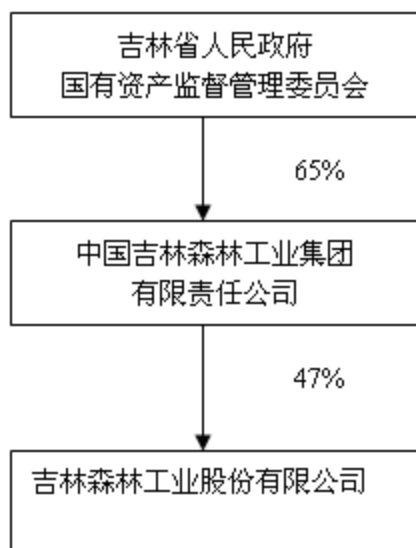 吉林省人民政府
国有资产监督管理委员会
65%
中国吉林森林工业集团
有限责任公司
47%
吉林森林工业股份有限公司